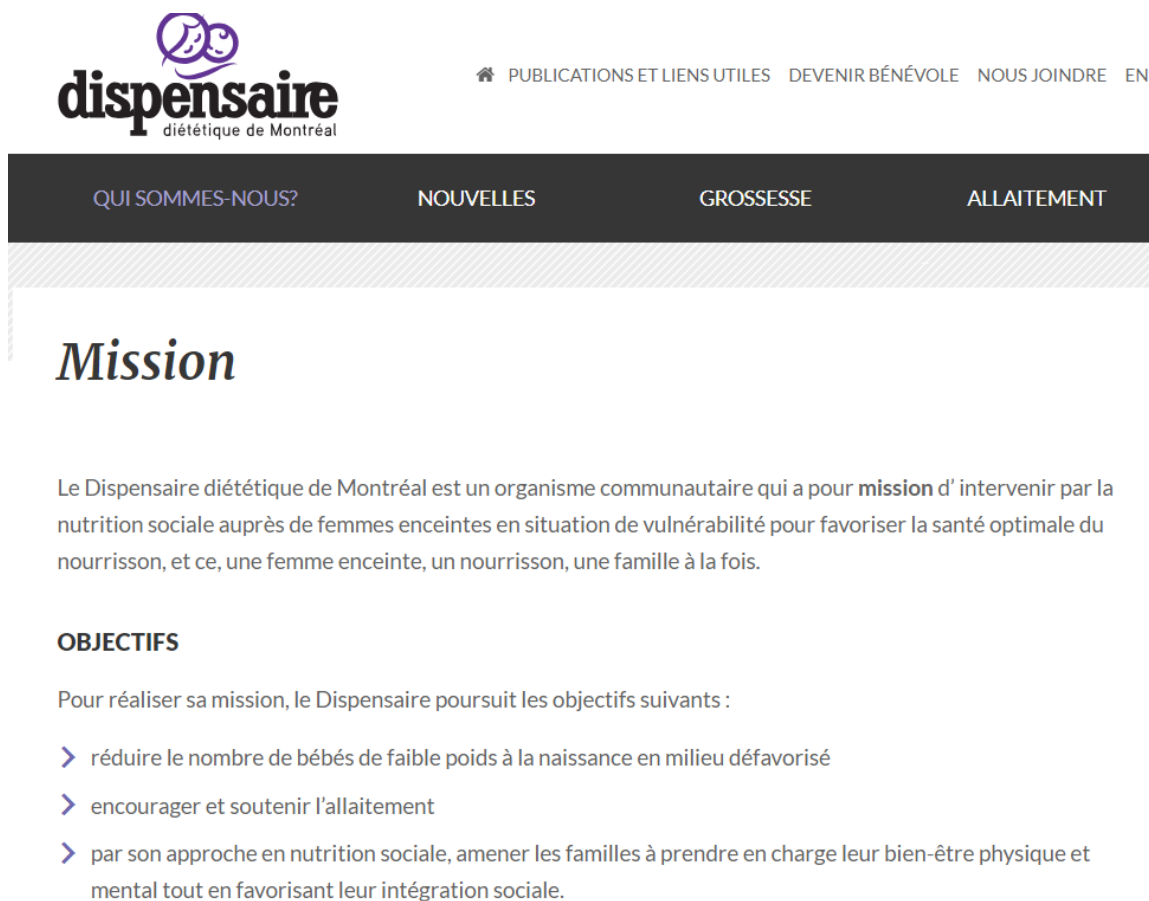 dispensaire
diététique de Montréal
PUBLICATIONS ET LIENS UTILES DEVENIR BÉNÉVOLE NOUS JOINDRE EN
QUI SOMMES-NOUS? NOUVELLES GROSSESSE ALLAITEMENT
Mission
Le Dispensaire diététique de Montréal est un organisme communautaire qui a pour mission d’ intervenir par la
nutrition sociale auprès de femmes enceintes en situation de vulnérabilité pour favoriser la santé optimale du
nourrisson, et ce, une femme enceinte, un nourrisson, une famille à la fois.
OBJECTIFS
Pour réaliser sa mission, le Dispensaire poursuit les objectifs suivants :
réduire le nombre de bébés de faible poids à la naissance en milieu défavorisé
encourager et soutenir l’allaitement
par son approche en nutrition sociale, amener les familles à prendre en charge leur bien-être physique et
mental tout en favorisant leur intégration sociale.